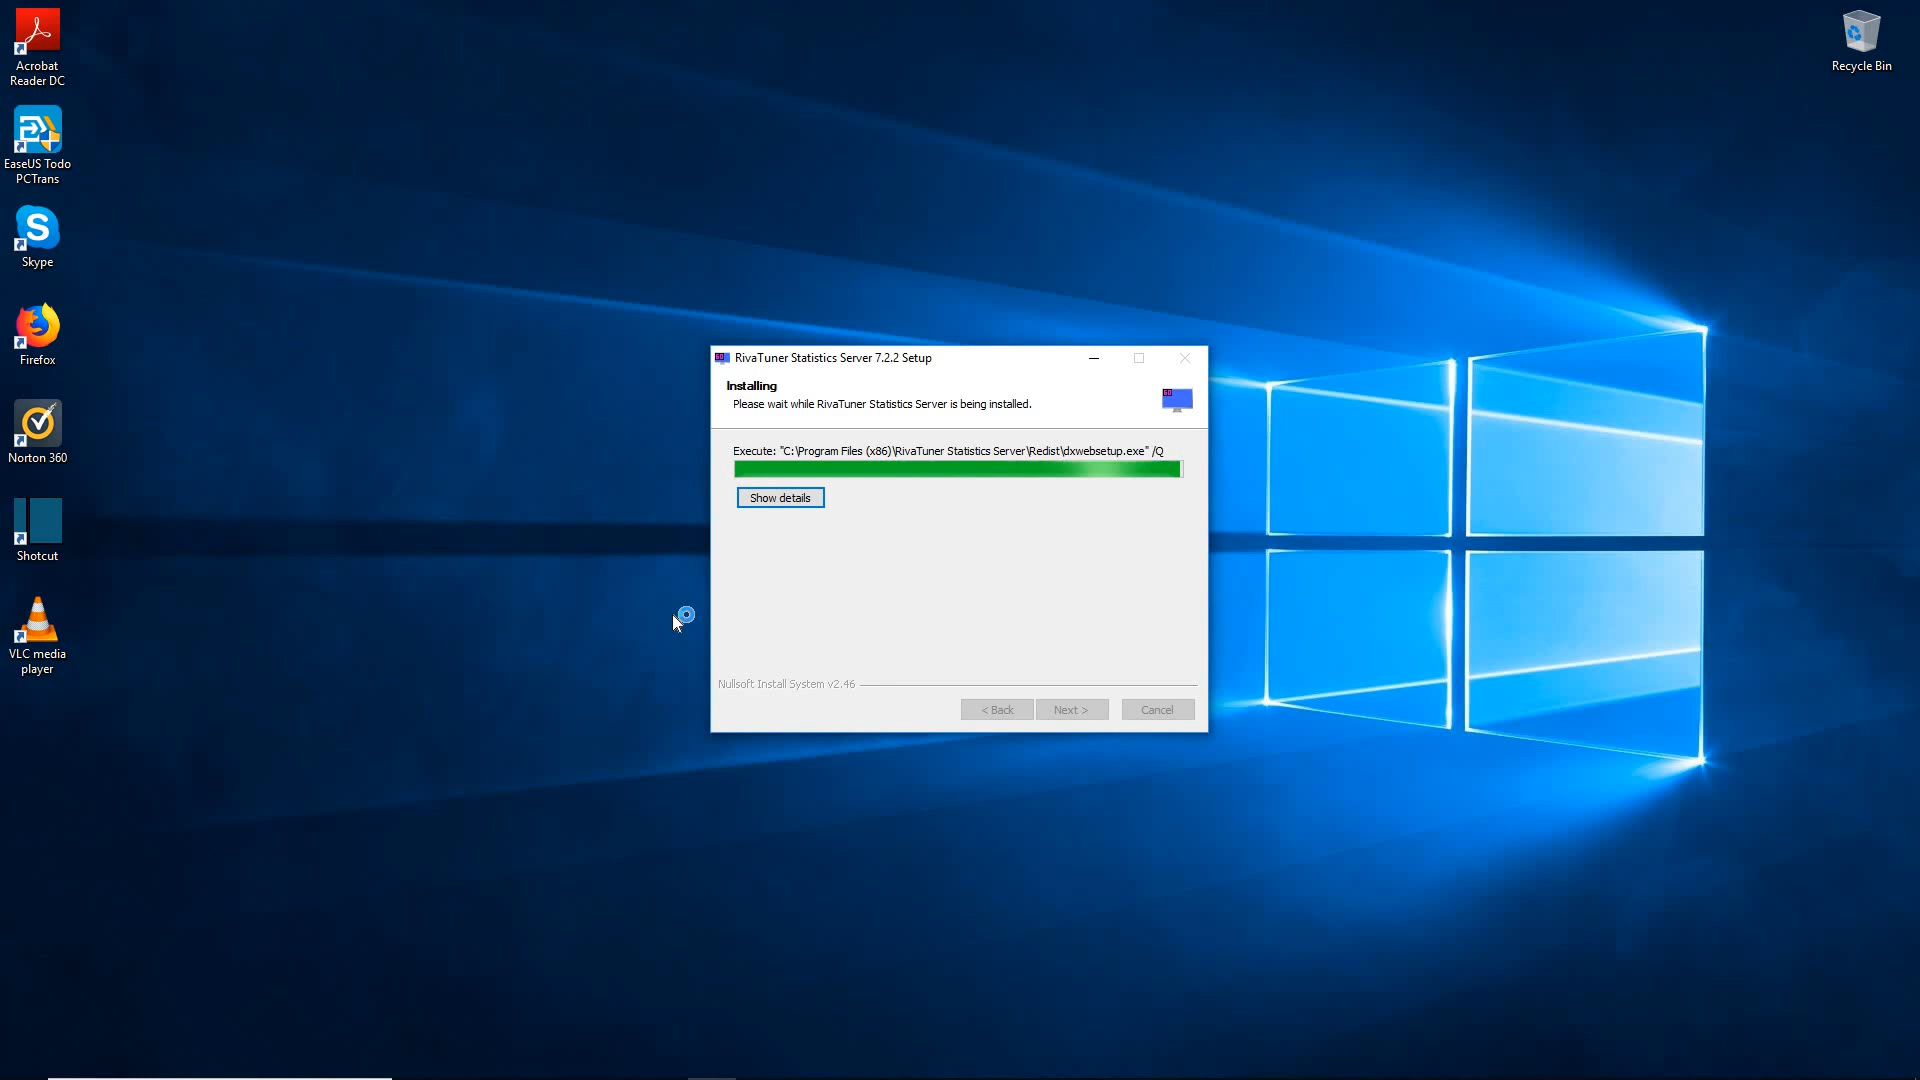 Acrobat
Reader DC
EaseUS Todo
PCTrans
Skype
Firefox
Norton 360
Shotcut
VLC media
player
Recycle Bin
RivaTuner Statistics Server 7.2.2 Setup
Installing
Please wait while RivaTuner Statistics Server is being installed.
60
Execute: "C:\Program Files (x86)\RivaTuner Statistics Server\Redist\dxwebsetup.exe" /Q
Show details
Nullsoft Install System v2.46
< Back
Next >
Cancel